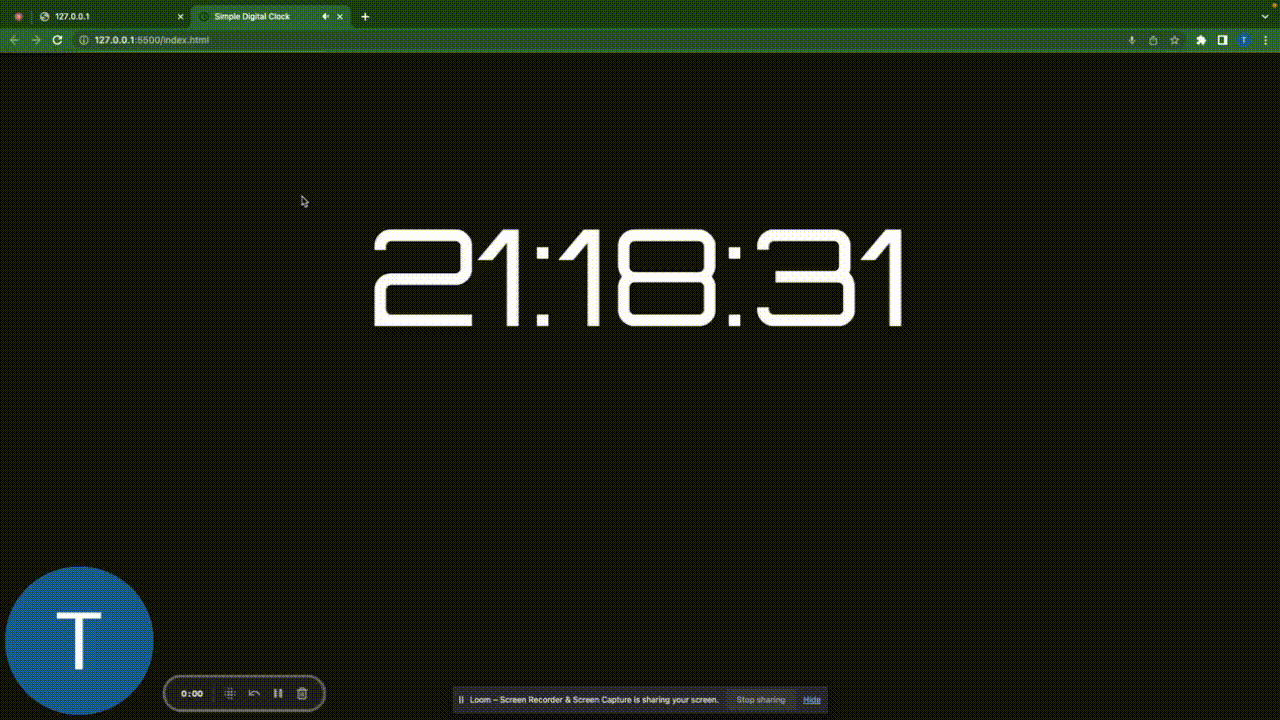 127.0.0.1
Simple Digital Clock
127.0.0.1:5500/index.html
T
21:18:31
T
0:00
Loom – Screen Recorder & Screen Capture is sharing your screen.
Stop sharing
Hide